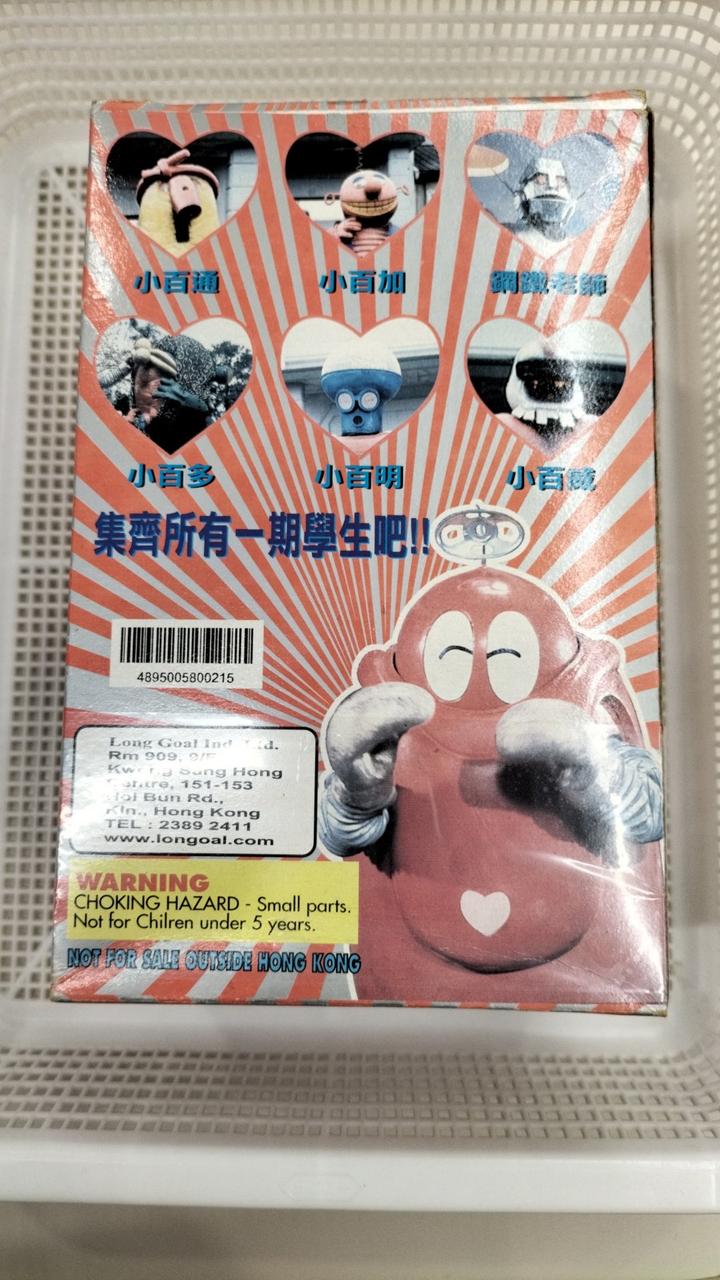 小百通
小百加
鋼鐵老師
小百多
小百明
小百威
集齊所有一期學生吧!!
4895005800215
Long Goal Ind. Ltd.
Rm 909, 9/F
Kwong Sang Hong
Centre, 151-153
Hoi Bun Rd.,
Kln., Hong Kong
TEL : 2389 2411
www.longoal.com
WARNING
CHOKING HAZARD - Small parts.
Not for Chilren under 5 years.
NOT FOR SALE OUTSIDE HONG KONG